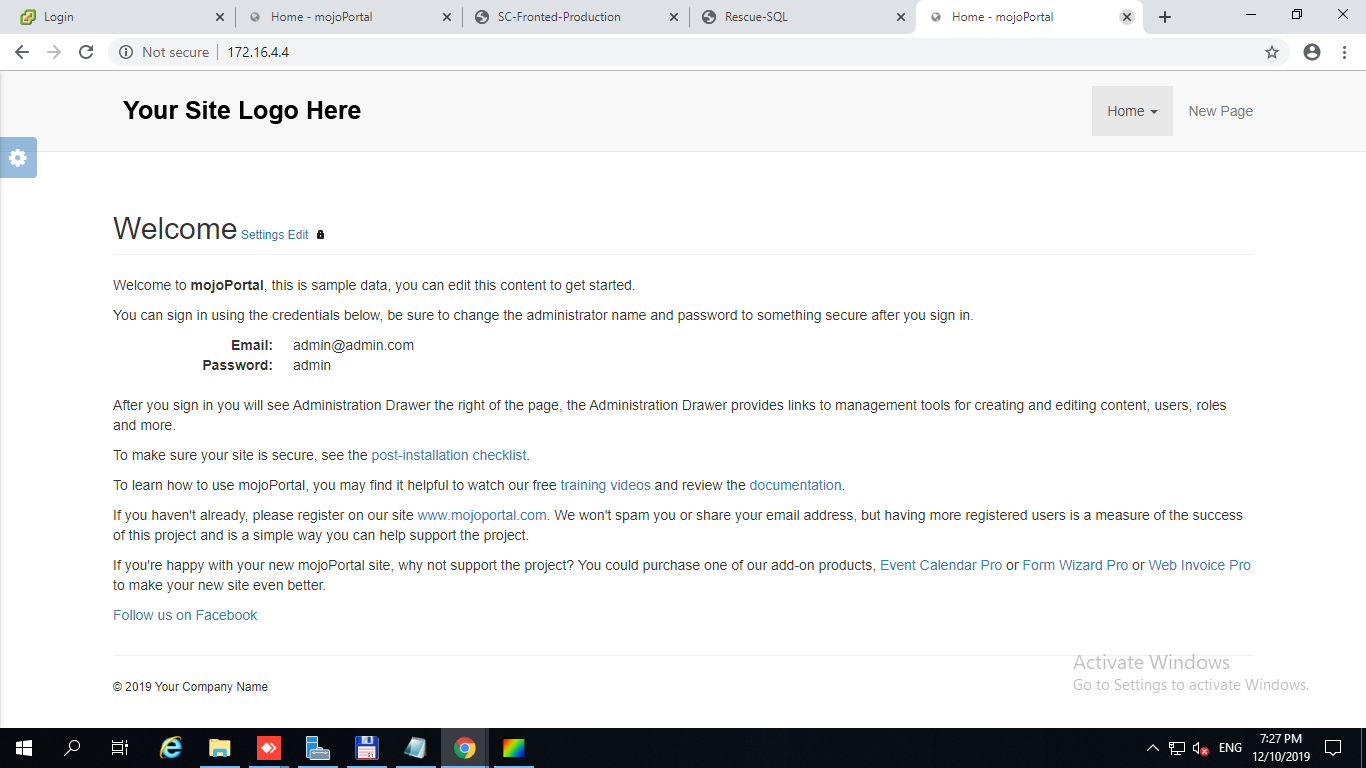 Login
Home - mojoPortal
SC-Fronted-Production
Rescue-SQL
Home - mojoPortal
Not secure
172.16.4.4
Your Site Logo Here
Home
New Page
Welcome Settings Edit
Welcome to mojoPortal, this is sample data, you can edit this content to get started.
You can sign in using the credentials below, be sure to change the administrator name and password to something secure after you sign in.
Email: admin@admin.com
Password: admin
After you sign in you will see Administration Drawer the right of the page, the Administration Drawer provides links to management tools for creating and editing content, users, roles
and more.
To make sure your site is secure, see the post-installation checklist.
To learn how to use mojoPortal, you may find it helpful to watch our free training videos and review the documentation.
If you haven't already, please register on our site www.mojoportal.com. We won't spam you or share your email address, but having more registered users is a measure of the success
of this project and is a simple way you can help support the project.
If you're happy with your new mojoPortal site, why not support the project? You could purchase one of our add-on products, Event Calendar Pro or Form Wizard Pro or Web Invoice Pro
to make your new site even better.
Follow us on Facebook
Activate Windows
Go to Settings to activate Windows.
© 2019 Your Company Name
ENG
7:27 PM
12/10/2019